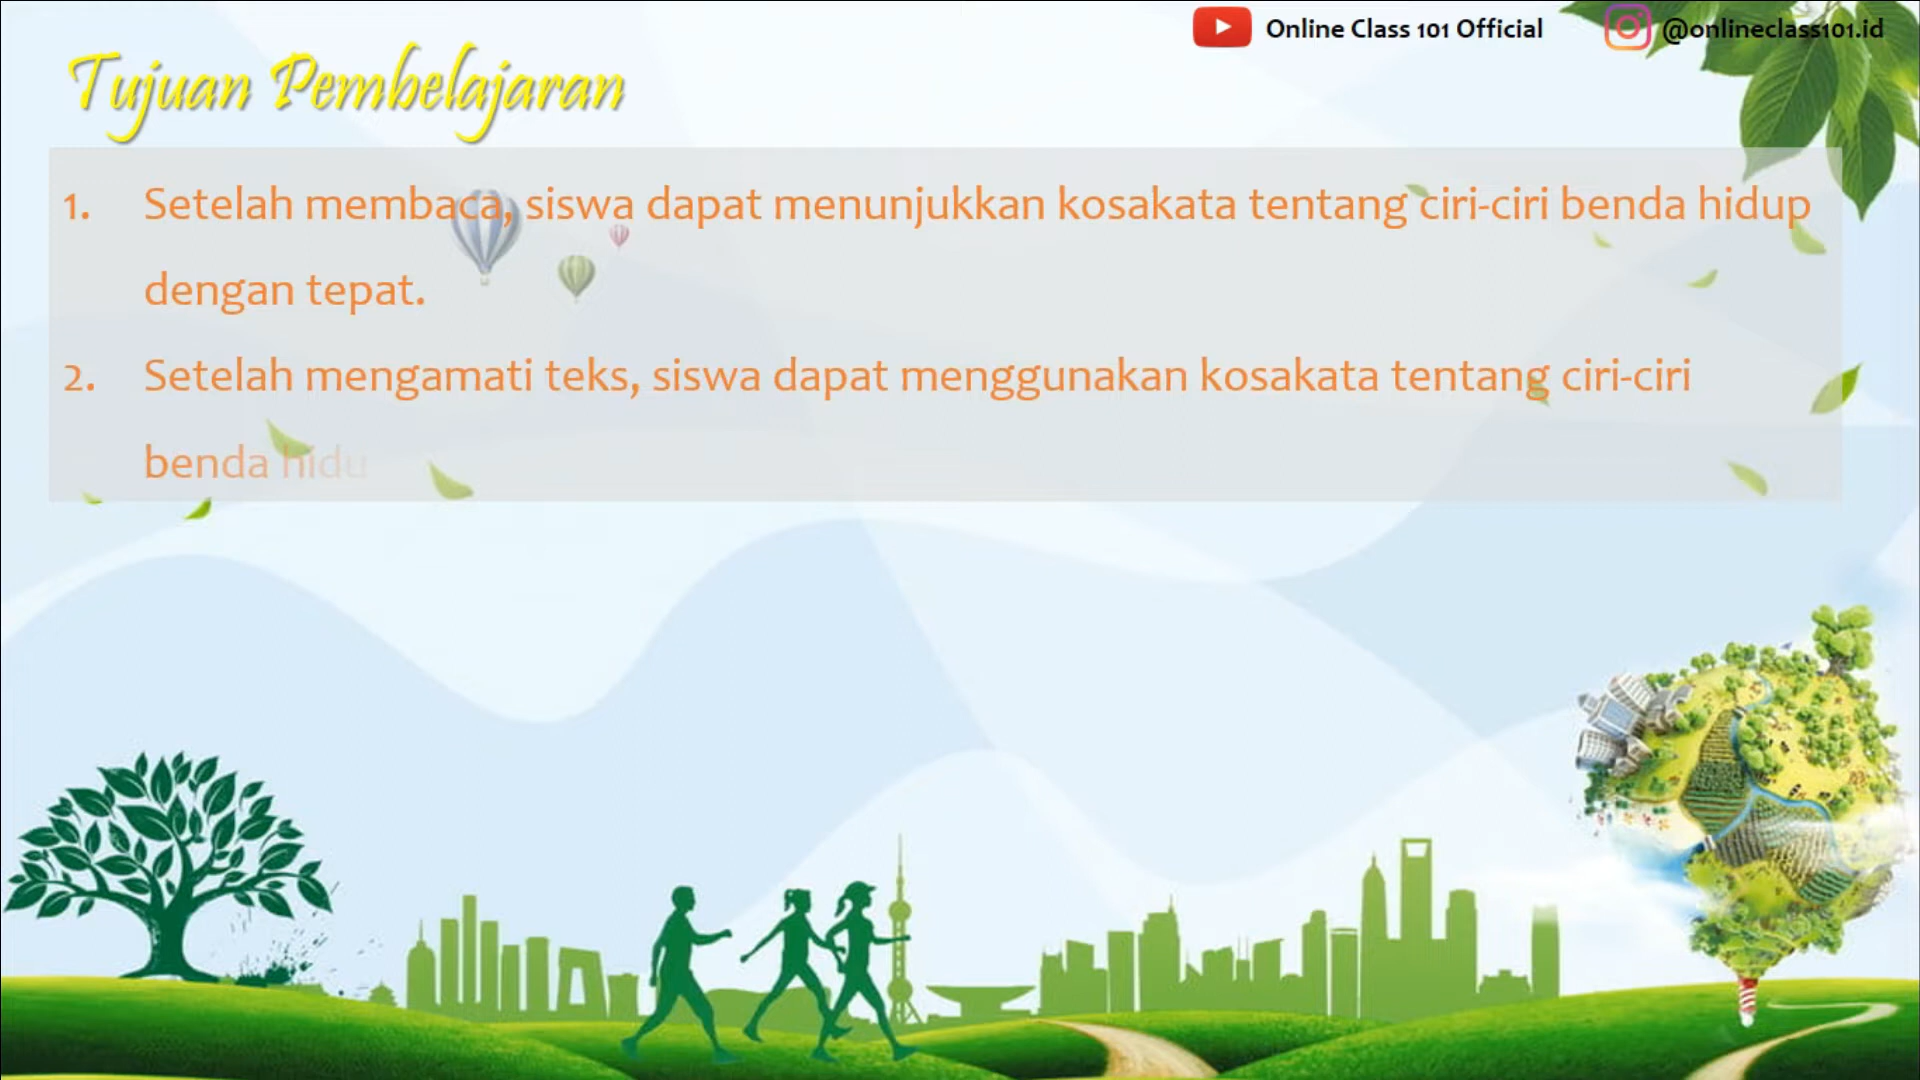 Online Class 101 Official
@onlineclass101.id
Tujuan Pembelajaran
1. Setelah membaca, siswa dapat menunjukkan kosakata tentang ciri-ciri benda hidup
dengan tepat.
2. Setelah mengamati teks, siswa dapat menggunakan kosakata tentang ciri-ciri
benda hidu